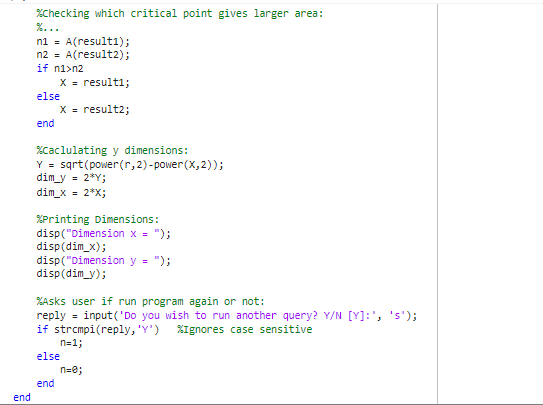 %Checking which critical point gives larger area:
%...
n1 = A(result1);
n2 = A(result2);
if n1>n2
X = result1;
else
X = result2;
end
%Caclulating y dimensions:
Y = sqrt(power(r,2)-power(X,2));
dim_y = 2*Y;
dim_x = 2*X;
%Printing Dimensions:
disp("Dimension x = ");
disp(dim_x);
disp("Dimension y = ");
disp(dim_y);
%Asks user if run program again or not:
reply = input('Do you wish to run another query? Y/N [Y]:', 's');
if strcmpi(reply,'Y') %Ignores case sensitive
n=1;
else
n=0;
end
end